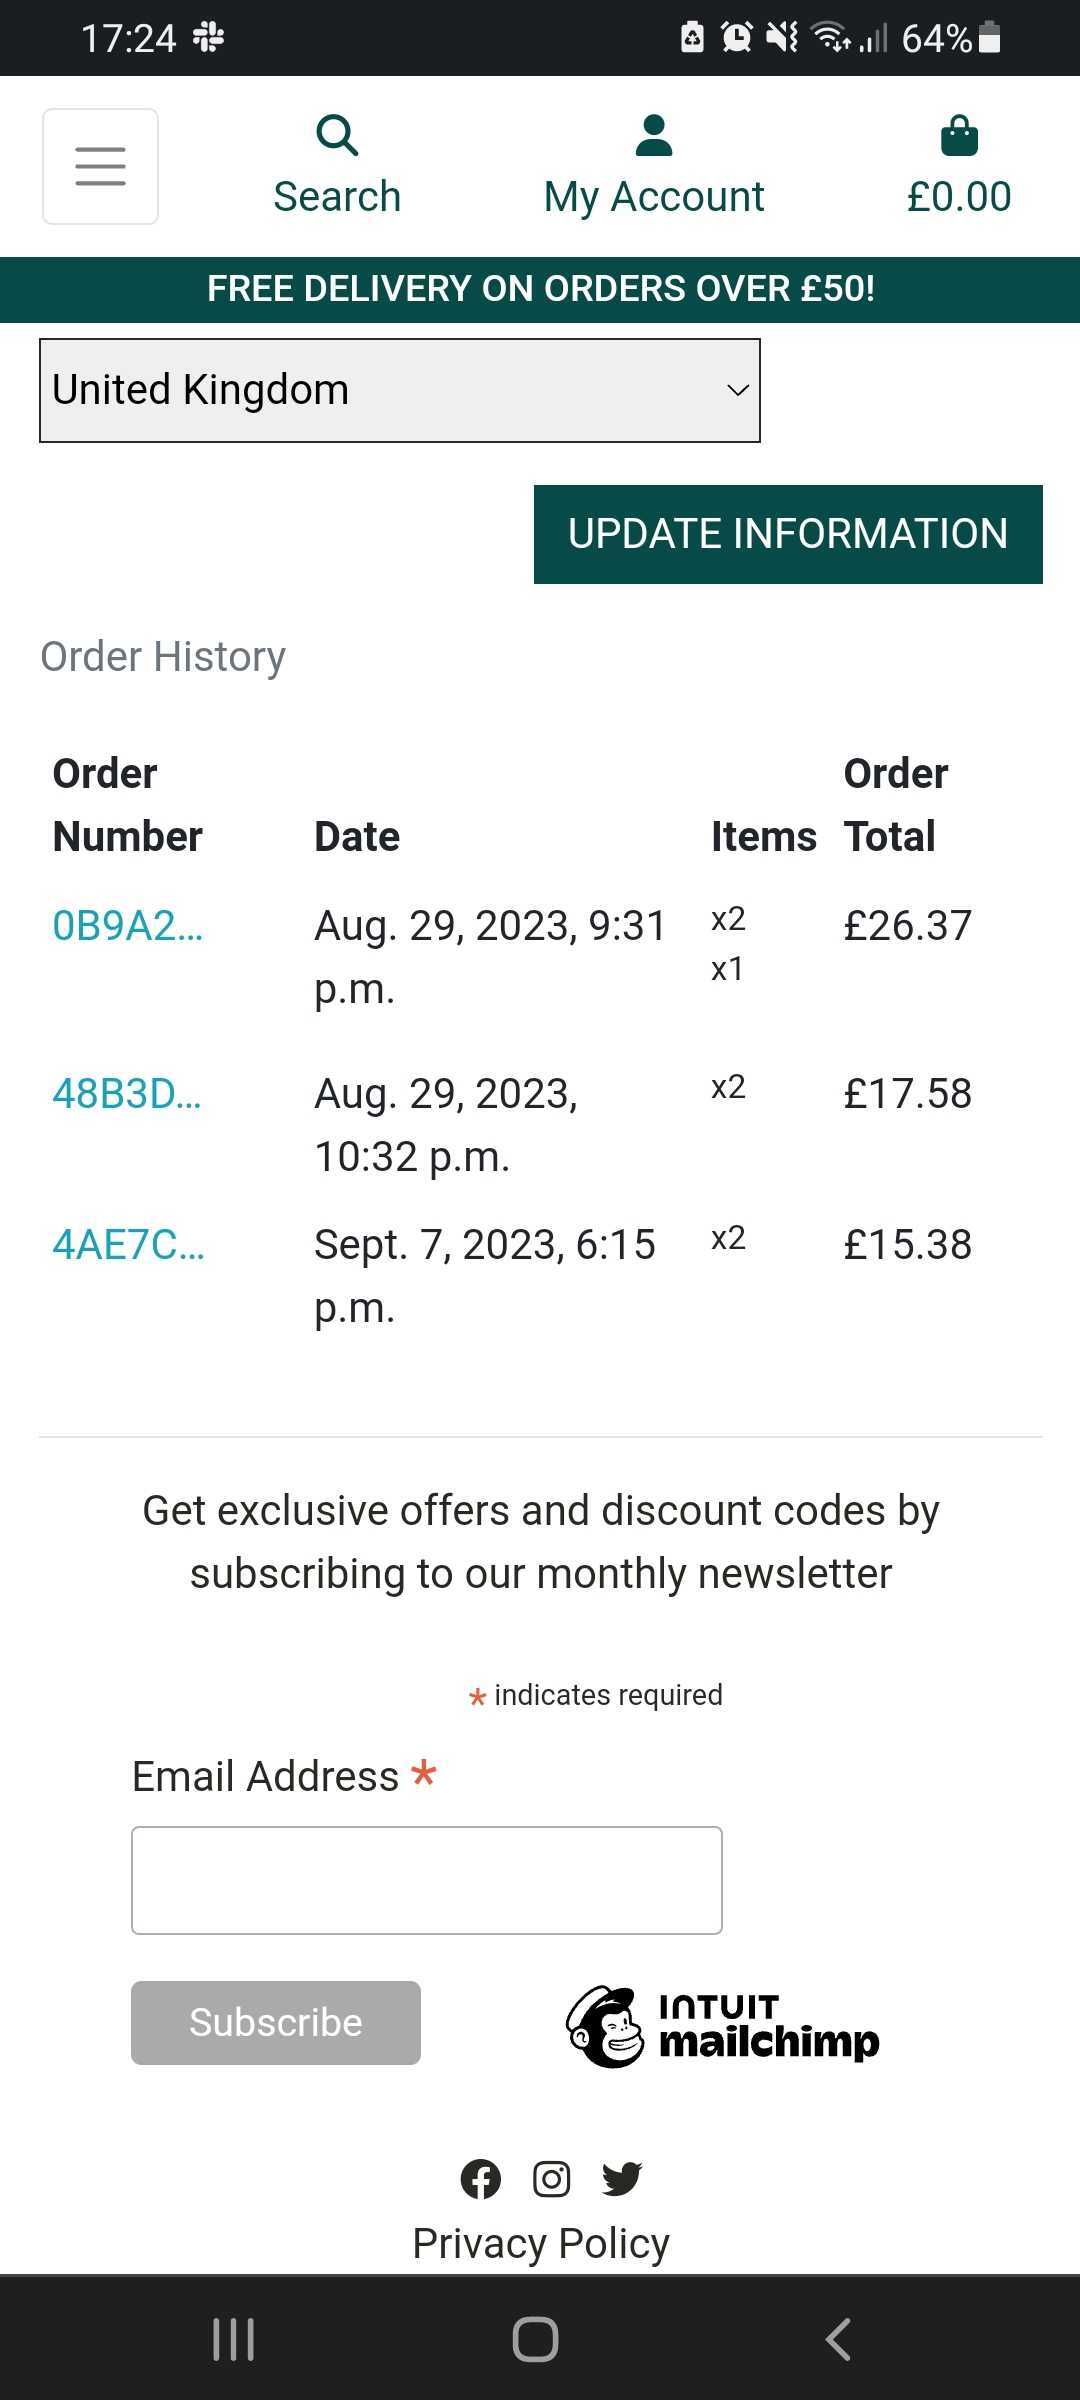 17:24
64%
Search
My Account
£0.00
FREE DELIVERY ON ORDERS OVER £50!
United Kingdom
UPDATE INFORMATION
Order History
Order Number Date Items Order Total
0B9A2... Aug. 29, 2023, 9:31 p.m. x2 x1 £26.37
48B3D... Aug. 29, 2023, 10:32 p.m. x2 £17.58
4AE7C... Sept. 7, 2023, 6:15 p.m. x2 £15.38
Get exclusive offers and discount codes by
subscribing to our monthly newsletter
* indicates required
Email Address *
Subscribe
INTUIT
mailchimp
Privacy Policy